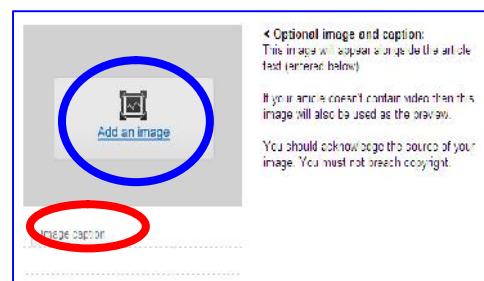 < Optional image and caption:
This image will appear alongside the article
text (entered below)
If your article doesn't contain video then this
image will also be used as the preview.
You should acknowledge the source of your
image. You must not breach copyright.
Add an image
Image caption